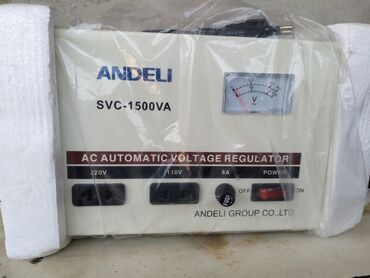 ANDELI
SVC-1500VA
V
AC AUTOMATIC VOLTAGE REGULATOR
220V 110V 8A POWER
OFF ON
ANDELI GROUP CO.,LTD.